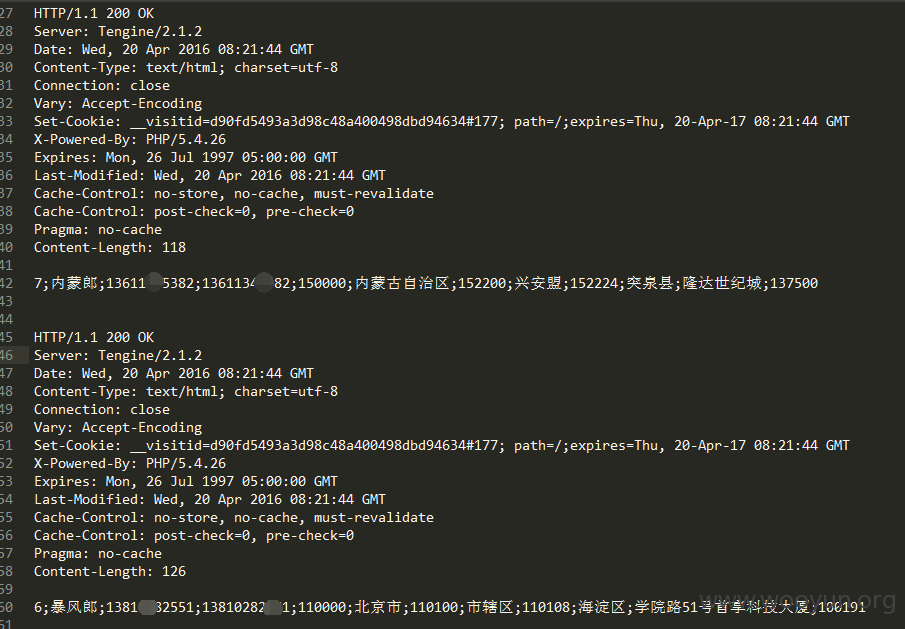 27 HTTP/1.1 200 OK
28 Server: Tengine/2.1.2
29 Date: Wed, 20 Apr 2016 08:21:44 GMT
30 Content-Type: text/html; charset=utf-8
31 Connection: close
32 Vary: Accept-Encoding
33 Set-Cookie: __visitid=d90fd5493a3d98c48a400498dbd94634#177; path=/;expires=Thu, 20-Apr-17 08:21:44 GMT
34 X-Powered-By: PHP/5.4.26
35 Expires: Mon, 26 Jul 1997 05:00:00 GMT
36 Last-Modified: Wed, 20 Apr 2016 08:21:44 GMT
37 Cache-Control: no-store, no-cache, must-revalidate
38 Cache-Control: post-check=0, pre-check=0
39 Pragma: no-cache
40 Content-Length: 118
41
42 7;内蒙郎;13611 5382;1361134 82;150000;内蒙古自治区;152200;兴安盟;152224;突泉县;隆达世纪城;137500
43
44
45 HTTP/1.1 200 OK
46 Server: Tengine/2.1.2
47 Date: Wed, 20 Apr 2016 08:21:44 GMT
48 Content-Type: text/html; charset=utf-8
49 Connection: close
50 Vary: Accept-Encoding
51 Set-Cookie: __visitid=d90fd5493a3d98c48a400498dbd94634#177; path=/;expires=Thu, 20-Apr-17 08:21:44 GMT
52 X-Powered-By: PHP/5.4.26
53 Expires: Mon, 26 Jul 1997 05:00:00 GMT
54 Last-Modified: Wed, 20 Apr 2016 08:21:44 GMT
55 Cache-Control: no-store, no-cache, must-revalidate
56 Cache-Control: post-check=0, pre-check=0
57 Pragma: no-cache
58 Content-Length: 126
59
60 6;暴风郎;1381 82551;13810282 1;110000;北京市;110100;市辖区;110108;海淀区;学院路51号首享科技大厦;
www.wooyun.org
61